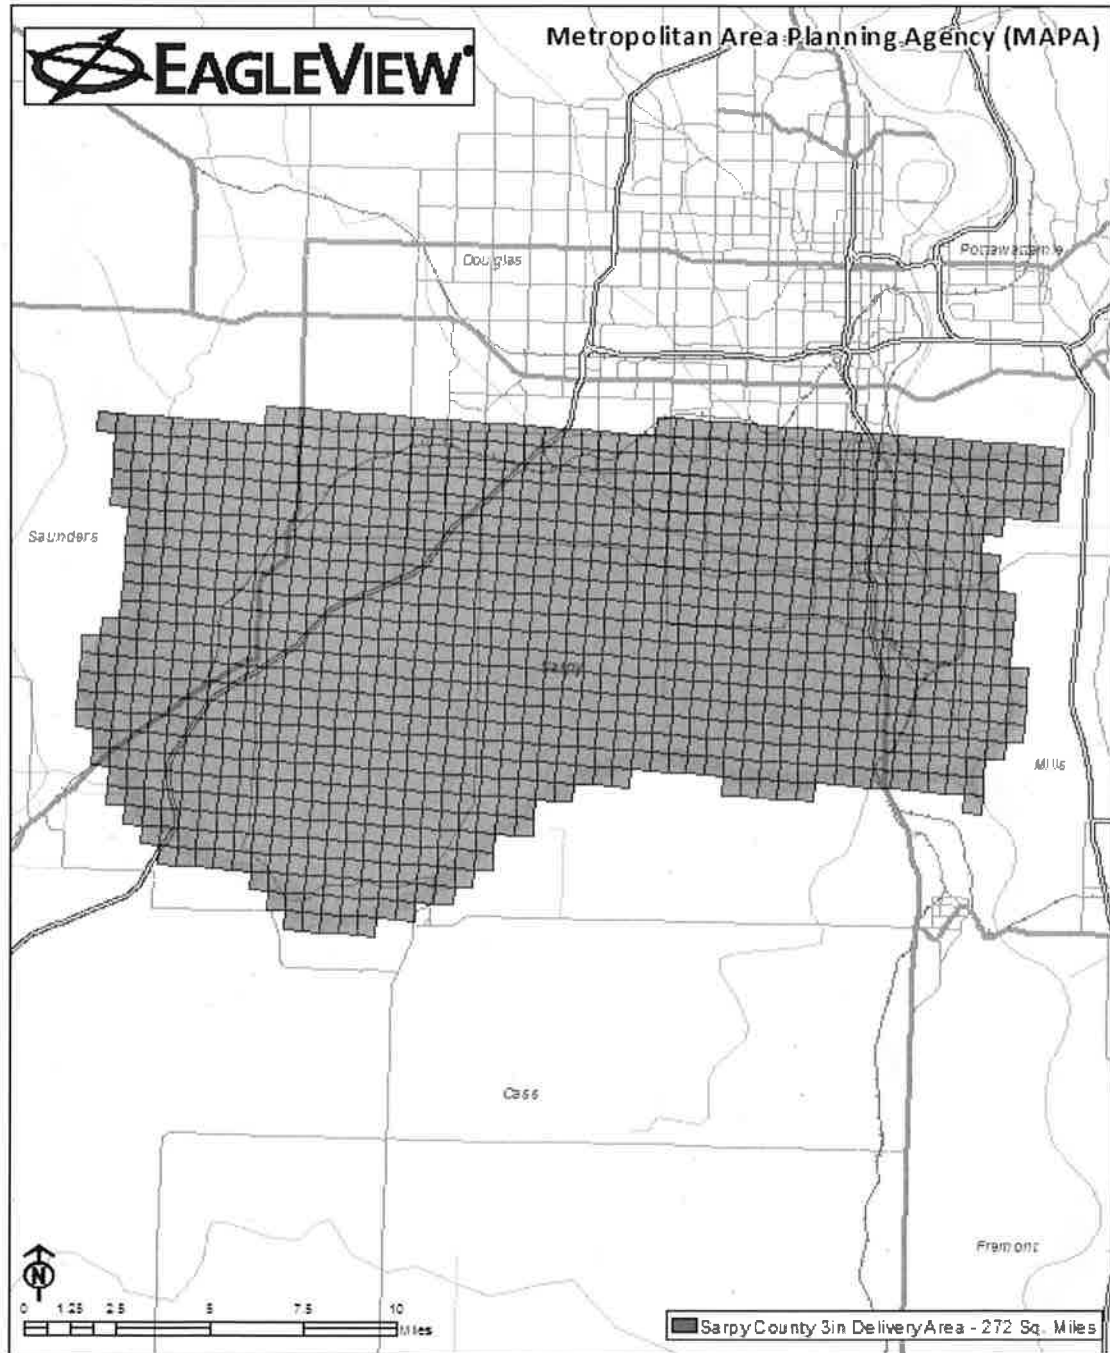 EAGLEVIEW®
Metropolitan Area Planning Agency (MAPA)
Douglas
Pottawattamie
Saunders
Sarpy
Mills
Cass
Fremont
N
0 1.25 2.5 5 7.5 10
Miles
Sarpy County 3in Delivery Area - 272 Sq. Miles